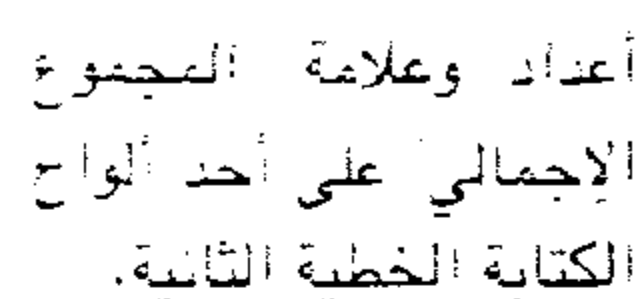 أعداد وعلامة المجموع
الإجمالي على أحد ألواح
الكتابة الخطية الثانية.